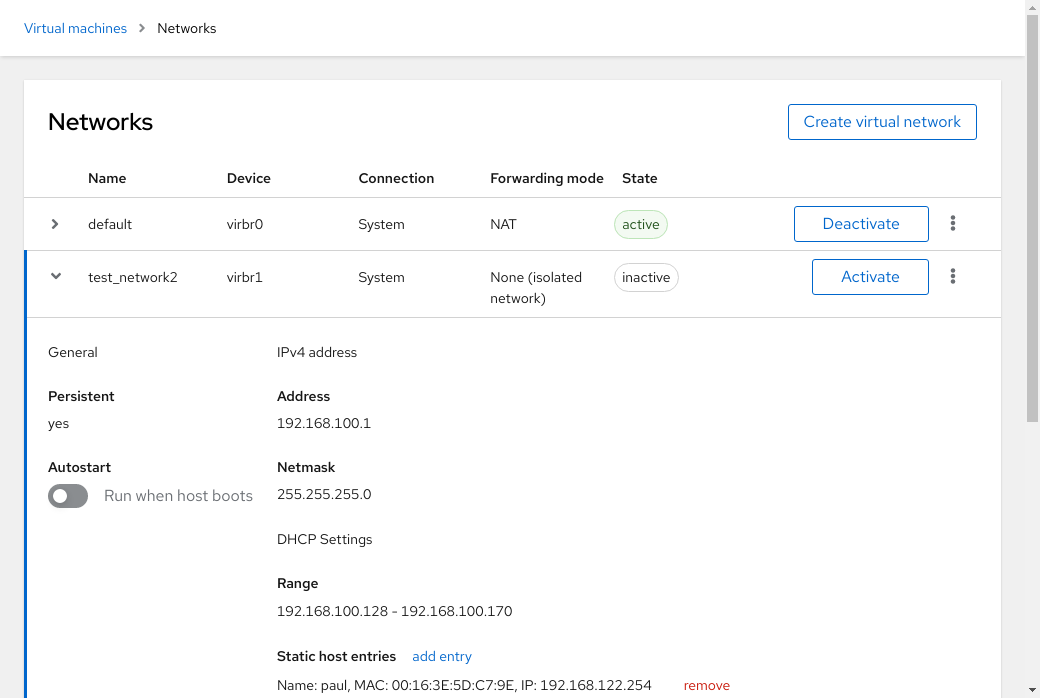 Virtual machines > Networks
Networks
Create virtual network
Name Device Connection Forwarding mode State
default virbr0 System NAT active Deactivate
test_network2 virbr1 System None (isolated network) inactive Activate
General
Persistent
yes
Autostart
Run when host boots
IPv4 address
Address
192.168.100.1
Netmask
255.255.255.0
DHCP Settings
Range
192.168.100.128 - 192.168.100.170
Static host entries add entry
Name: paul, MAC: 00:16:3E:5D:C7:9E, IP: 192.168.122.254 remove